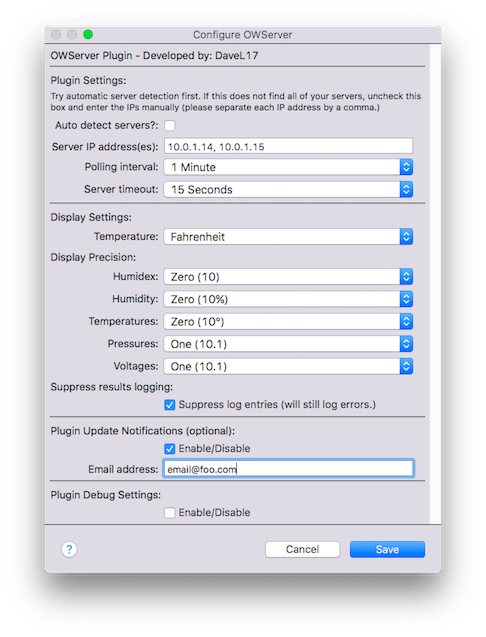 Configure OWServer
OWServer Plugin - Developed by: DaveL17
Plugin Settings:
Try automatic server detection first. If this does not find all of your servers, uncheck this
box and enter the IPs manually (please separate each IP address by a comma.)
Auto detect servers?:
Server IP address(es): 10.0.1.14, 10.0.1.15
Polling interval: 1 Minute
Server timeout: 15 Seconds
Display Settings:
Temperature: Fahrenheit
Display Precision:
Humidex: Zero (10)
Humidity: Zero (10%)
Temperatures: Zero (10°)
Pressures: One (10.1)
Voltages: One (10.1)
Suppress results logging:
Suppress log entries (will still log errors.)
Plugin Update Notifications (optional):
Enable/Disable
Email address: email@foo.com
Plugin Debug Settings:
Enable/Disable
? Cancel Save